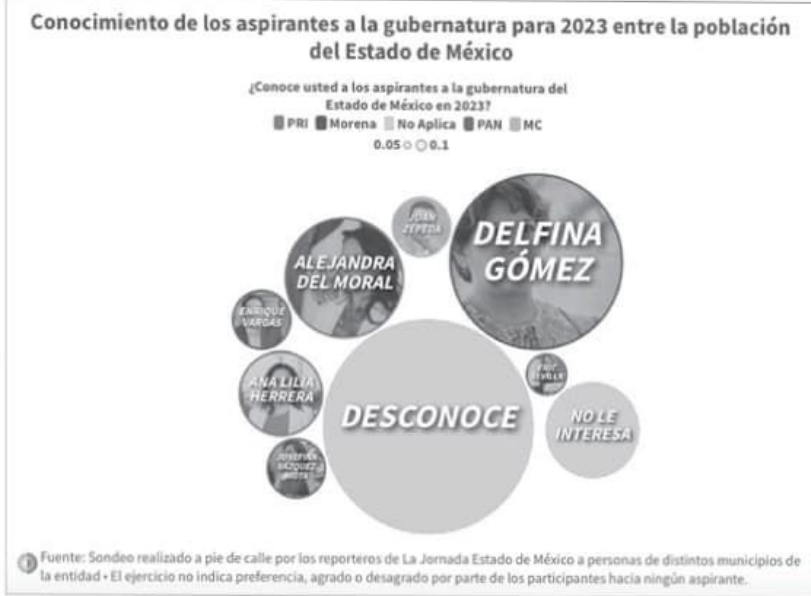 Conocimiento de los aspirantes a la gubernatura para 2023 entre la población
del Estado de México
¿Conoce usted a los aspirantes a la gubernatura del
Estado de México en 2023?
PRI Morena No Aplica PAN MC
0.05 0.1
JUAN
ZEPEDA
DELFINA
GÓMEZ
ALEJANDRA
DEL MORAL
ENRIQUE
VARGAS
ANA LILIA
HERRERA
DESCONOCE
NO LE
INTERESA
JOSEFINA
VÁZQUEZ
MOTA
Fuente: Sondeo realizado a pie de calle por los reporteros de La Jornada Estado de México a personas de distintos municipios de
la entidad • El ejercicio no indica preferencia, agrado o desagrado por parte de los participantes hacia ningún aspirante.